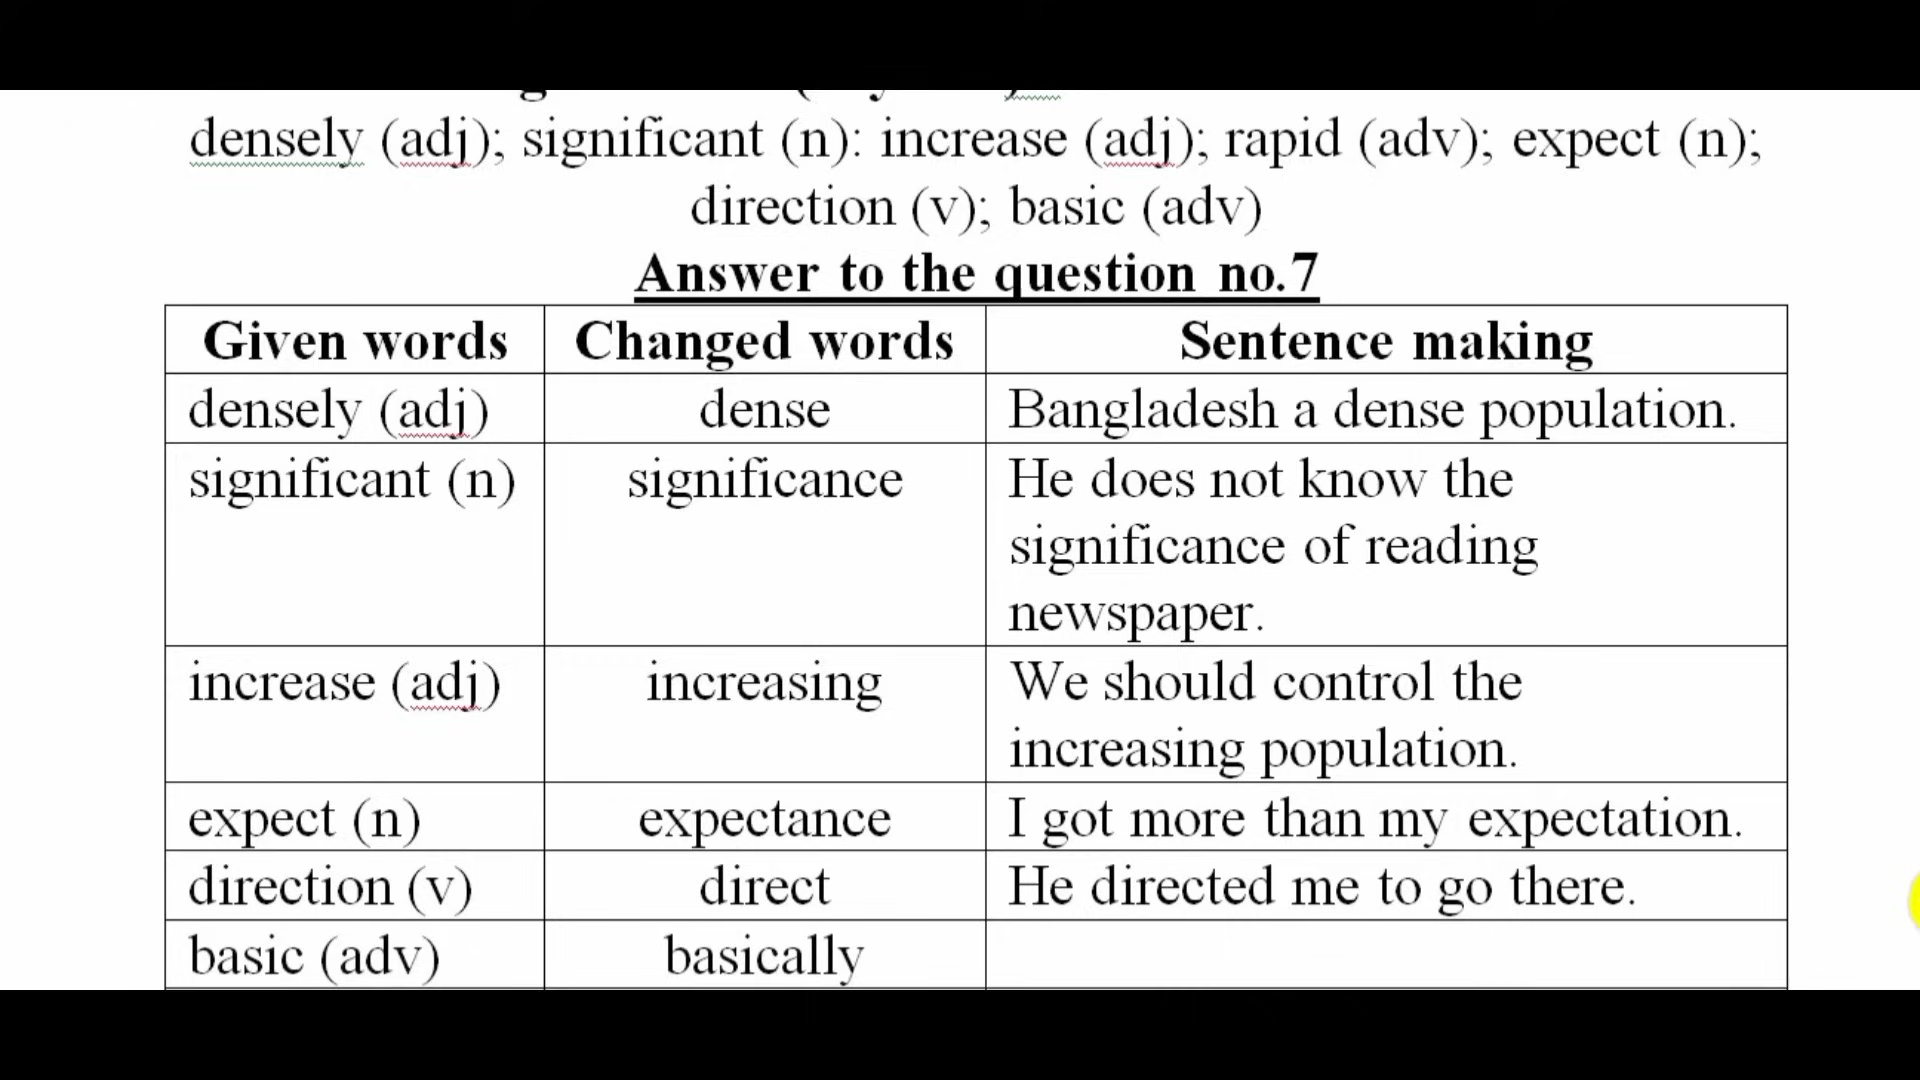 densely (adj); significant (n): increase (adj); rapid (adv); expect (n);
direction (v); basic (adv)
Answer to the question no.7
Given words Changed words Sentence making
densely (adj) dense Bangladesh a dense population.
significant (n) significance He does not know the
significance of reading
newspaper.
increase (adj) increasing We should control the
increasing population.
expect (n) expectance I got more than my expectation.
direction (v) direct He directed me to go there.
basic (adv) basically